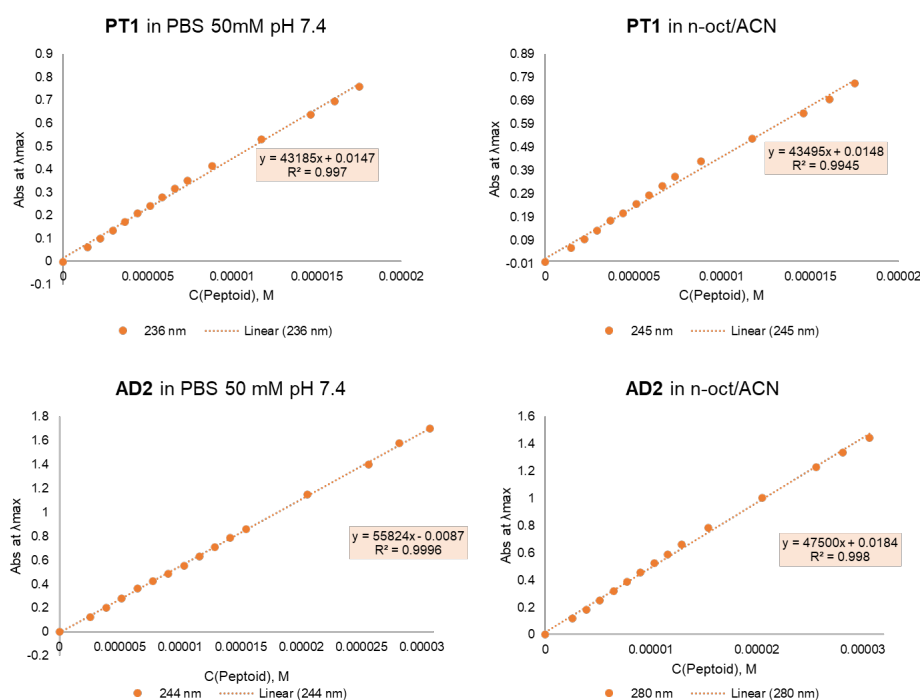 PT1 in PBS 50mM pH 7.4
0.9
0.8
0.7
0.6
0.5
0.4
0.3
0.2
0.1
0
-0.1
Abs at λmax
y = 43185x + 0.0147
R² = 0.997
0 0.000005 0.00001 0.000015 0.00002
C(Peptoid), M
236 nm Linear (236 nm)
PT1 in n-oct/ACN
0.89
0.79
0.69
0.59
0.49
0.39
0.29
0.19
0.09
-0.01
Abs at λmax
y = 43495x + 0.0148
R² = 0.9945
0 0.000005 0.00001 0.000015 0.00002
C(Peptoid), M
245 nm Linear (245 nm)
AD2 in PBS 50 mM pH 7.4
1.8
1.6
1.4
1.2
1
0.8
0.6
0.4
0.2
0
-0.2
Abs at λmax
y = 55824x - 0.0087
R² = 0.9996
0 0.000005 0.00001 0.000015 0.00002 0.000025 0.00003
C(Peptoid), M
244 nm Linear (244 nm)
AD2 in n-oct/ACN
1.6
1.4
1.2
1
0.8
0.6
0.4
0.2
0
Abs at λmax
y = 47500x + 0.0184
R² = 0.998
0 0.00001 0.00002 0.00003
C(Peptoid), M
280 nm Linear (280 nm)